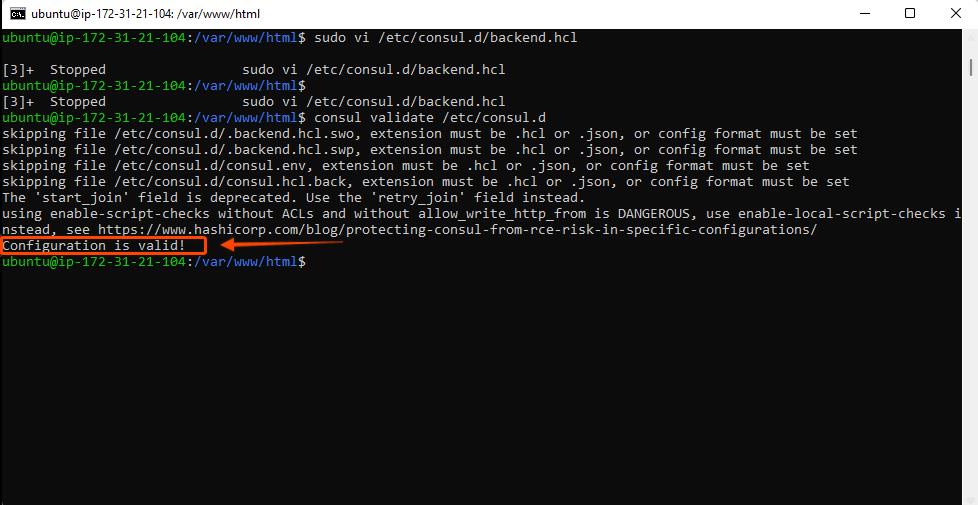 ubuntu@ip-172-31-21-104: /var/www/html
ubuntu@ip-172-31-21-104:/var/www/html$ sudo vi /etc/consul.d/backend.hcl
[3]+  Stopped                 sudo vi /etc/consul.d/backend.hcl
ubuntu@ip-172-31-21-104:/var/www/html$
[3]+  Stopped                 sudo vi /etc/consul.d/backend.hcl
ubuntu@ip-172-31-21-104:/var/www/html$ consul validate /etc/consul.d
skipping file /etc/consul.d/.backend.hcl.swo, extension must be .hcl or .json, or config format must be set
skipping file /etc/consul.d/.backend.hcl.swp, extension must be .hcl or .json, or config format must be set
skipping file /etc/consul.d/consul.env, extension must be .hcl or .json, or config format must be set
skipping file /etc/consul.d/consul.hcl.back, extension must be .hcl or .json, or config format must be set
The 'start_join' field is deprecated. Use the 'retry_join' field instead.
using enable-script-checks without ACLs and without allow_write_http_from is DANGEROUS, use enable-local-script-checks i
nstead, see https://www.hashicorp.com/blog/protecting-consul-from-rce-risk-in-specific-configurations/
Configuration is valid!
ubuntu@ip-172-31-21-104:/var/www/html$